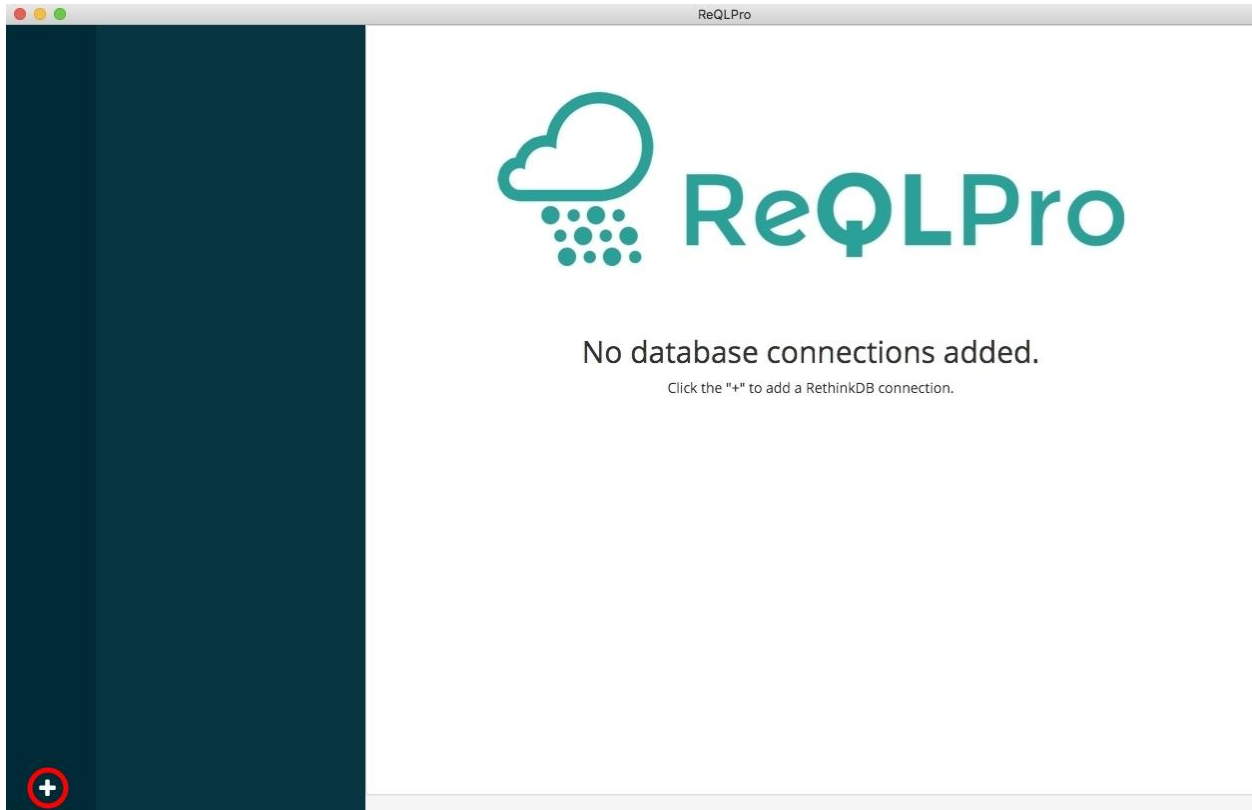 ReQLPro
ReQLPro
No database connections added.
Click the "+" to add a RethinkDB connection.